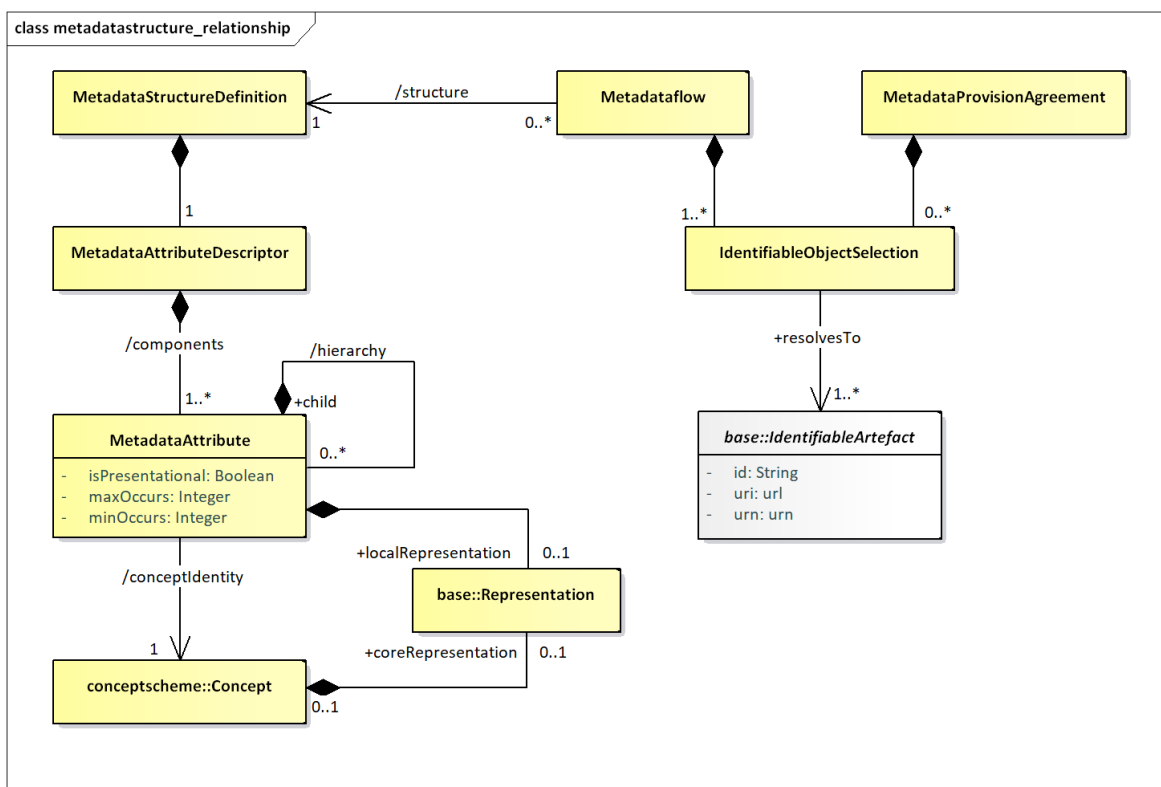 class metadatastructure_relationship
MetadataStructureDefinition
/structure
1
0..*
Metadataflow
MetadataProvisionAgreement
1
1..*
0..*
MetadataAttributeDescriptor
IdentifiableObjectSelection
/components
1..*
/hierarchy
+child
0..*
+resolvesTo
1..*
MetadataAttribute
- isPresentational: Boolean
- maxOccurs: Integer
- minOccurs: Integer
base::IdentifiableArtefact
- id: String
- uri: url
- urn: urn
+localRepresentation
0..1
/conceptIdentity
1
base::Representation
+coreRepresentation
0..1
conceptscheme::Concept
0..1